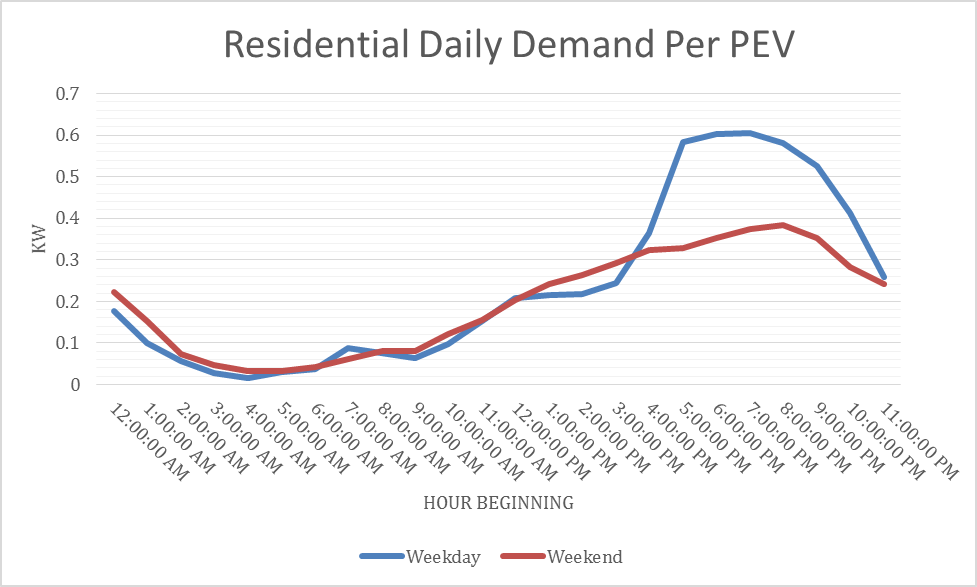 Residential Daily Demand Per PEV
0.7
0.6
0.5
0.4
0.3
0.2
0.1
0
KW
12:00:00 AM
1:00:00 AM
2:00:00 AM
3:00:00 AM
4:00:00 AM
5:00:00 AM
6:00:00 AM
7:00:00 AM
8:00:00 AM
9:00:00 AM
10:00:00 AM
11:00:00 AM
12:00:00 PM
1:00:00 PM
2:00:00 PM
3:00:00 PM
4:00:00 PM
5:00:00 PM
6:00:00 PM
7:00:00 PM
8:00:00 PM
9:00:00 PM
10:00:00 PM
11:00:00 PM
HOUR BEGINNING
Weekday Weekend